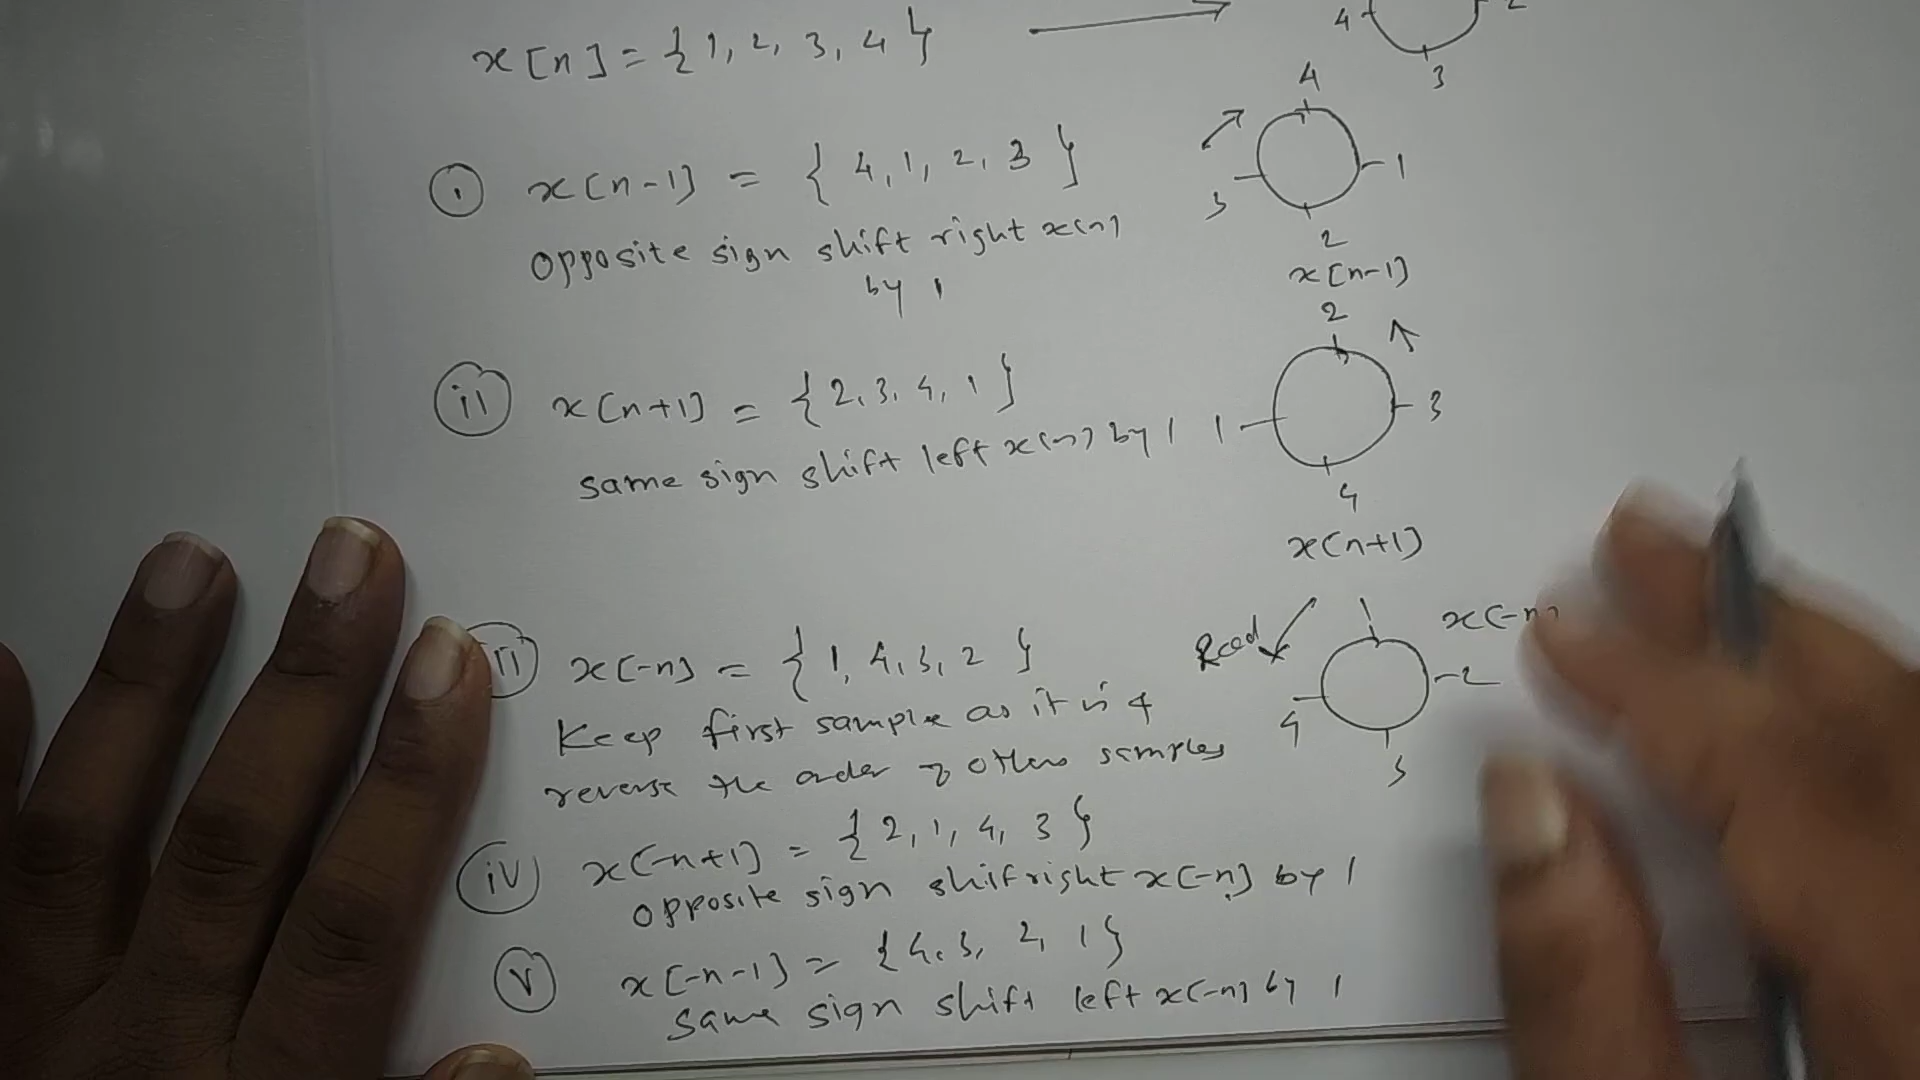 x[n] = {1, 2, 3, 4}
4
2
3
i x[n-1] = { 4, 1, 2, 3 }
opposite sign shift right x[n]
by 1
4
1
3
2
x[n-1]
ii x[n+1] = {2, 3, 4, 1}
same sign shift left x[n] by 1
2
3
1
4
x[n+1]
x[-n] = { 1, 4, 3, 2 }
Keep first sample as it is &
reverse the order of other samples
Read
1
x[-n]
2
4
3
iv x[-n+1] = {2, 1, 4, 3}
opposite sign shif right x[-n] by 1
v x[-n-1] = {4, 3, 2, 1}
same sign shift left x[-n] by 1